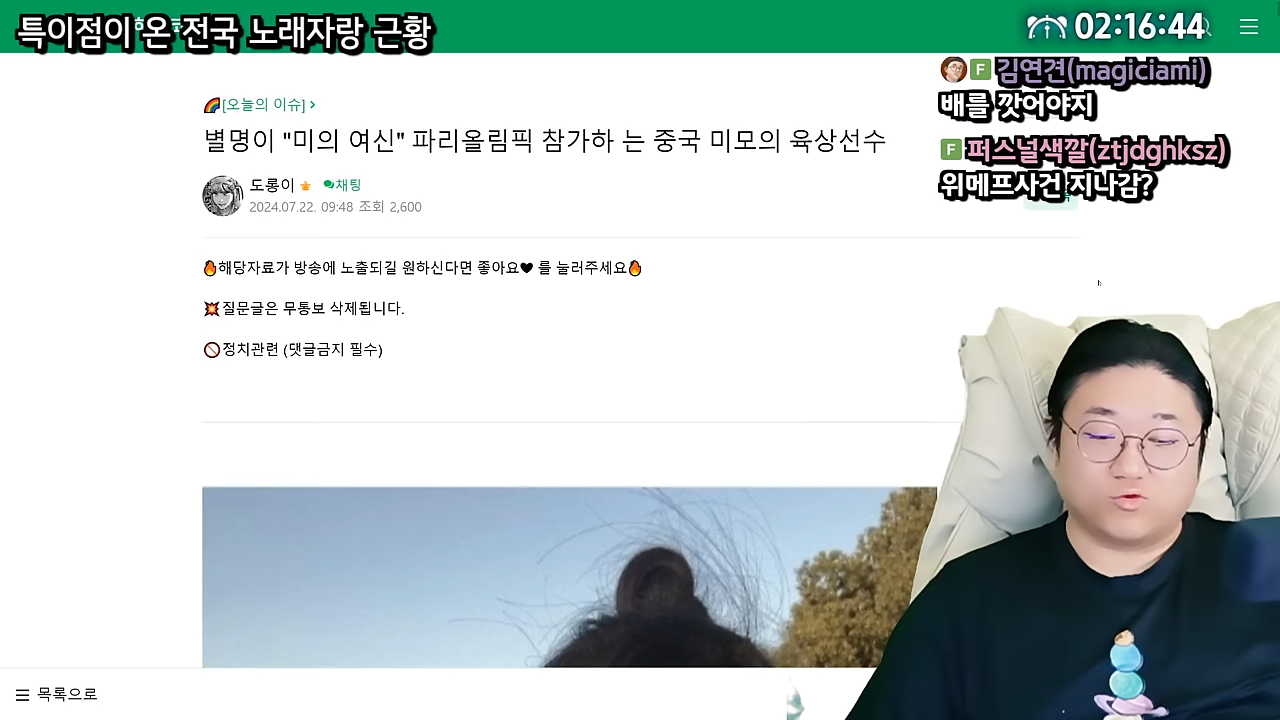 특이점이 온 전국 노래자랑 근황
02:16:44
F 김연견(magiciami)
배를 깟어야지
F 퍼스널색깔(ztjdghksz)
위메프사건 지나감?
[오늘의 이슈] >
별명이 "미의 여신" 파리올림픽 참가하 는 중국 미모의 육상선수
도롱이 채팅
2024.07.22. 09:48 조회 2,600
해당자료가 방송에 노출되길 원하신다면 좋아요🖤 를 눌러주세요
질문글은 무통보 삭제됩니다.
정치관련 (댓글금지 필수)
목록으로